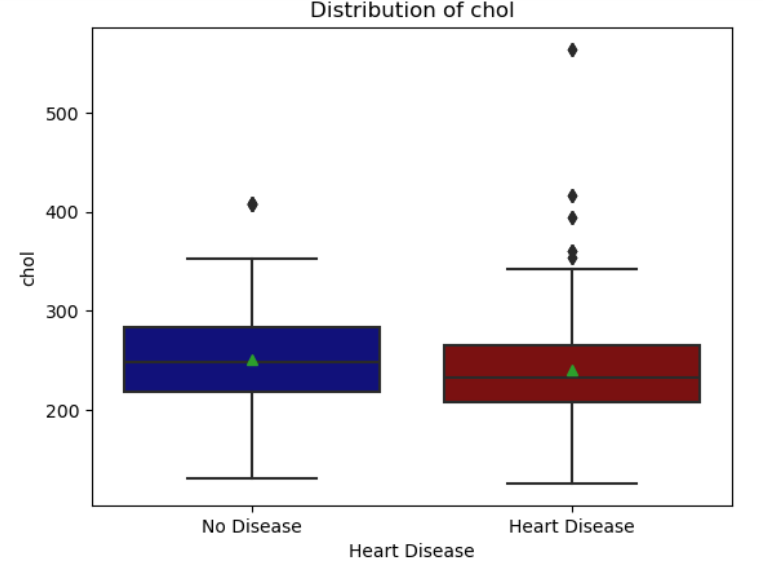 Distribution of chol
500
400
300
200
chol
No Disease
Heart Disease
Heart Disease